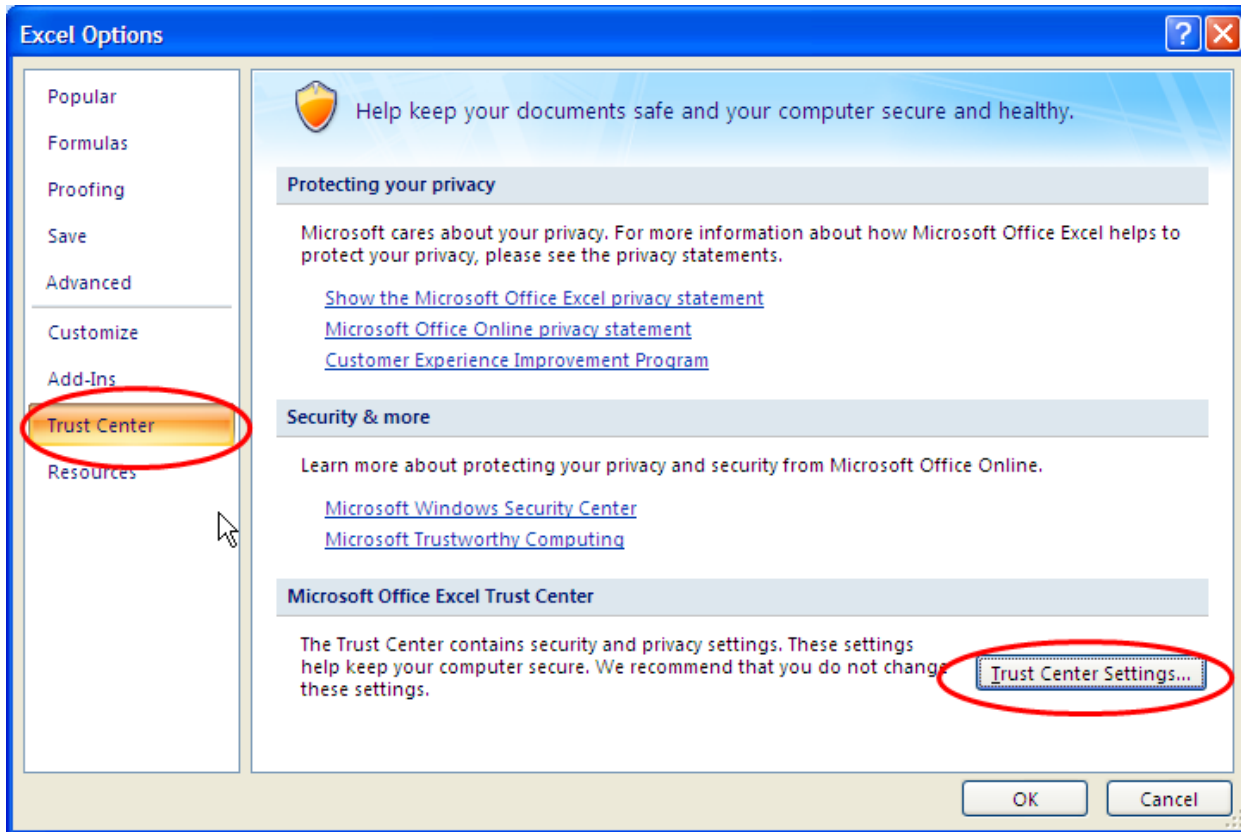 Excel Options
Popular
Formulas
Proofing
Save
Advanced
Customize
Add-Ins
Trust Center
Resources
Help keep your documents safe and your computer secure and healthy.
Protecting your privacy
Microsoft cares about your privacy. For more information about how Microsoft Office Excel helps to
protect your privacy, please see the privacy statements.
Show the Microsoft Office Excel privacy statement
Microsoft Office Online privacy statement
Customer Experience Improvement Program
Security & more
Learn more about protecting your privacy and security from Microsoft Office Online.
Microsoft Windows Security Center
Microsoft Trustworthy Computing
Microsoft Office Excel Trust Center
The Trust Center contains security and privacy settings. These settings
help keep your computer secure. We recommend that you do not change
these settings.
Trust Center Settings...
OK
Cancel